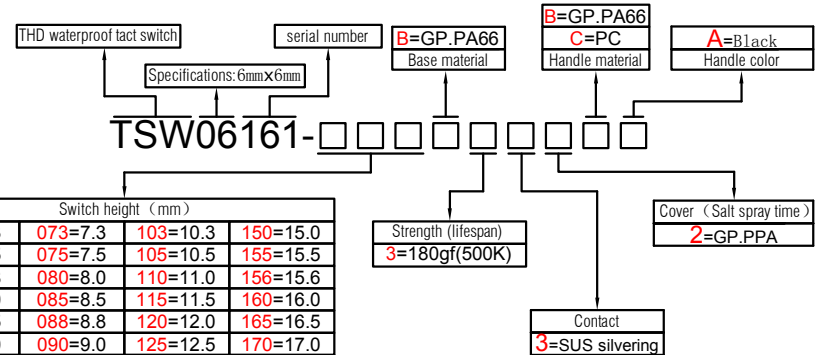 B=GP.PA66
THD waterproof tact switch
serial number
B=GP.PA66
C=PC
A=Black
Specifications:6mmx6mm
Base material
Handle material
Handle color
TSW06161-□□□□□□□□□
Switch height（mm）
073=7.3 103=10.3 150=15.0
075=7.5 105=10.5 155=15.5
080=8.0 110=11.0 156=15.6
085=8.5 115=11.5 160=16.0
088=8.8 120=12.0 165=16.5
090=9.0 125=12.5 170=17.0
Strength (lifespan)
3=180gf(500K)
Cover（Salt spray time）
2=GP.PPA
Contact
3=SUS silvering